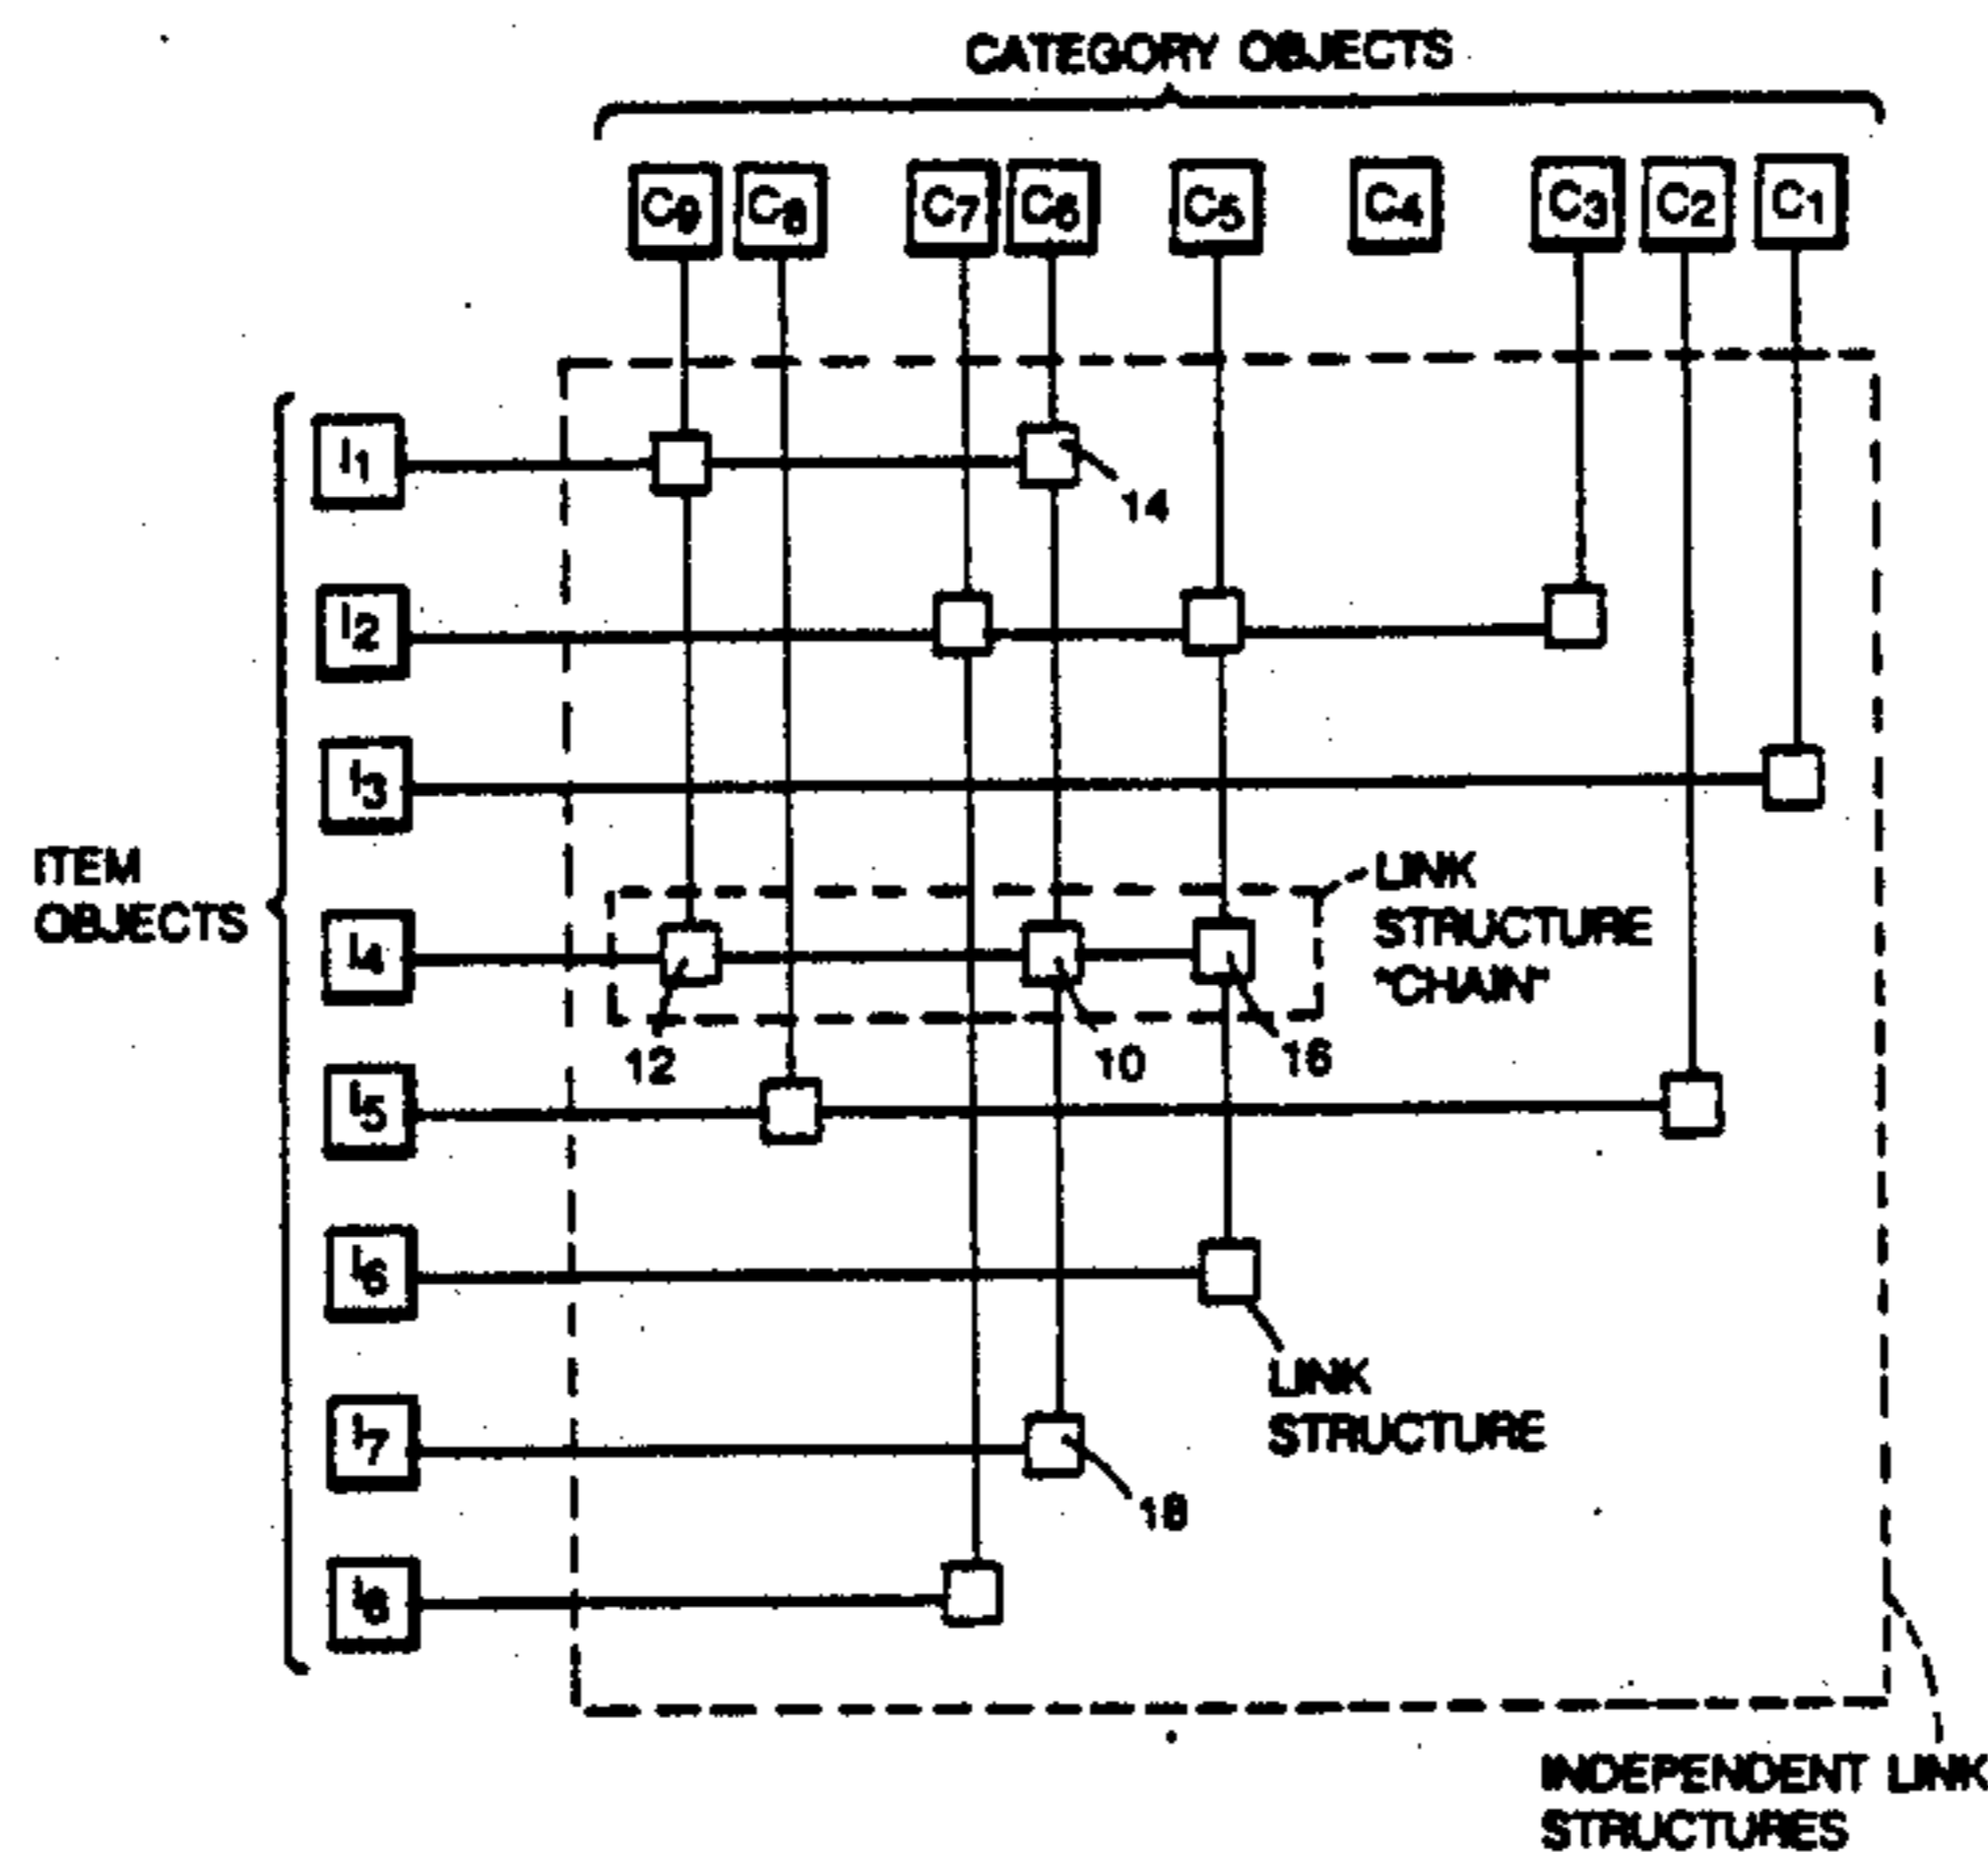 CATEGORY OBJECTS
C9 C8 C7 C6 C5 C4 C3 C2 C1
I1
14
I2
I3
ITEM
OBJECTS
LINK
STRUCTURE
"CHAIN"
I4
12
10
16
I5
I6
LINK
STRUCTURE
I7
18
I8
INDEPENDENT LINK
STRUCTURES